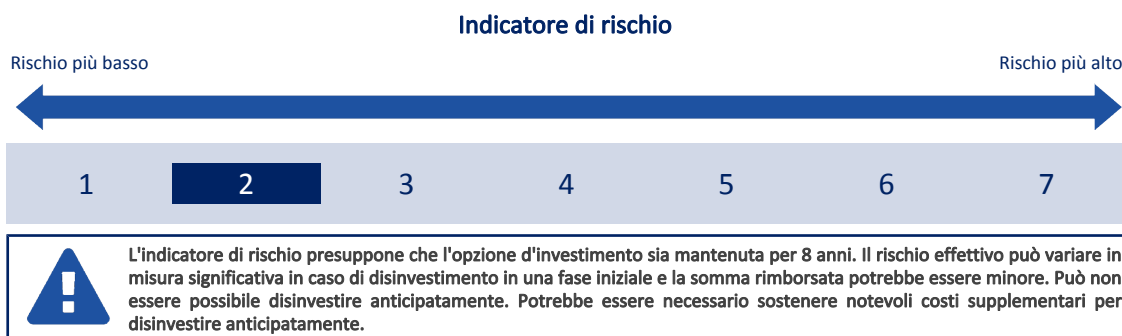 Indicatore di rischio
Rischio più basso
Rischio più alto
1 2 3 4 5 6 7
L'indicatore di rischio presuppone che l'opzione d'investimento sia mantenuta per 8 anni. Il rischio effettivo può variare in
misura significativa in caso di disinvestimento in una fase iniziale e la somma rimborsata potrebbe essere minore. Può non
essere possibile disinvestire anticipatamente. Potrebbe essere necessario sostenere notevoli costi supplementari per
disinvestire anticipatamente.